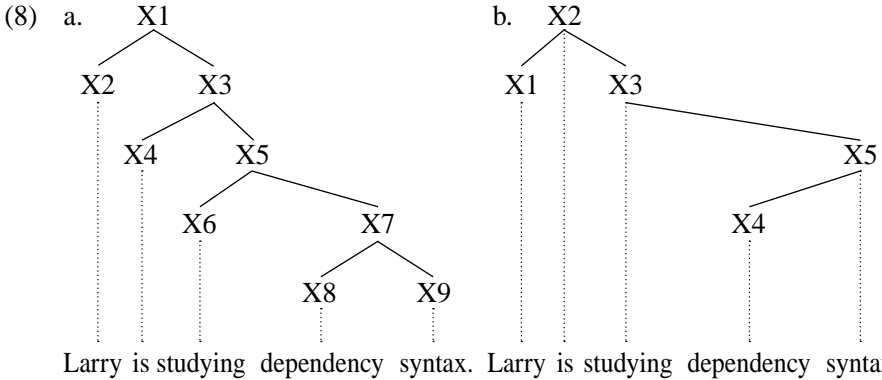 (8) a. X1 b. X2
X2 X3 X1 X3
X4 X5 X5
X6 X7 X4
X8 X9
Larry is studying dependency syntax. Larry is studying dependency synta